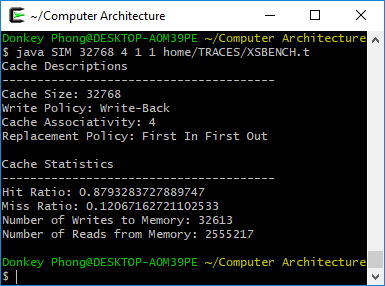 ~/Computer Architecture
Donkey Phong@DESKTOP-AOM39PE ~/Computer Architecture
$ java SIM 32768 4 1 1 home/TRACES/XSBENCH.t
Cache Descriptions
-------------------------------------
Cache Size: 32768
Write Policy: Write-Back
Cache Associativity: 4
Replacement Policy: First In First Out
Cache Statistics
-------------------------------------
Hit Ratio: 0.8793283727889747
Miss Ratio: 0.12067162721102533
Number of Writes to Memory: 32613
Number of Reads from Memory: 2555217
Donkey Phong@DESKTOP-AOM39PE ~/Computer Architecture
$